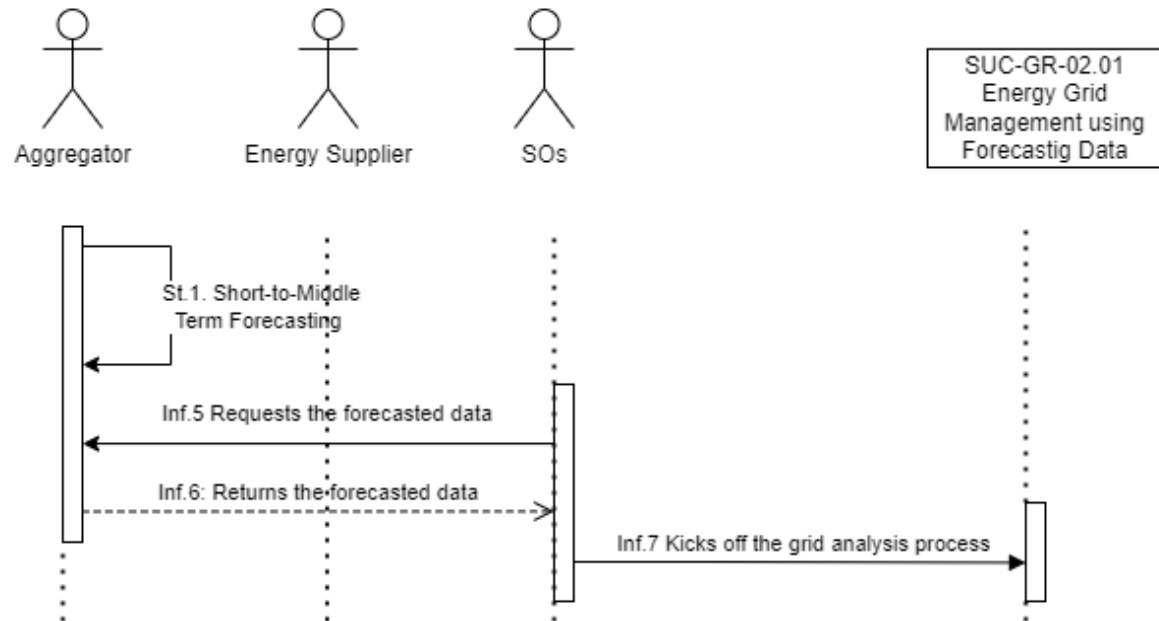 Aggregator
Energy Supplier
SOs
SUC-GR-02.01
Energy Grid
Management using
Forecastig Data
St.1. Short-to-Middle
Term Forecasting
Inf.5 Requests the forecasted data
Inf.6: Returns the forecasted data
Inf.7 Kicks off the grid analysis process